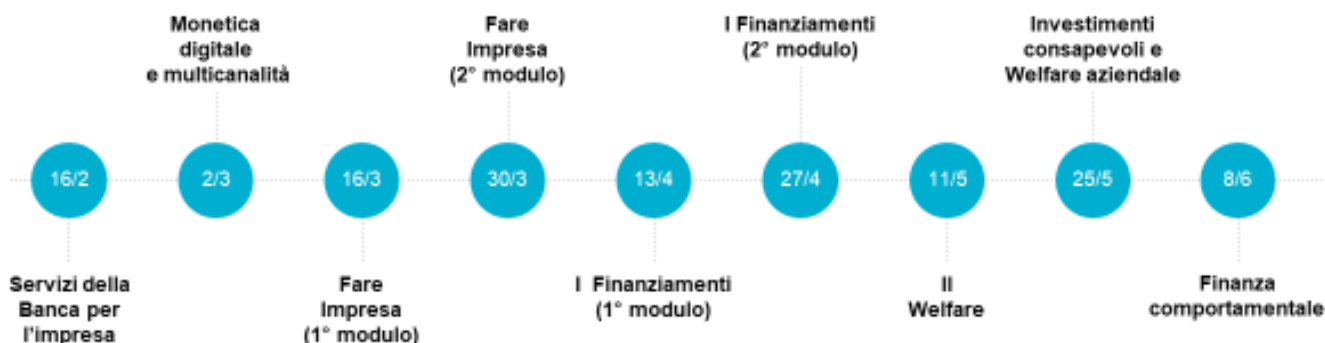 Monetica
digitale
e multicanalità
Fare
Impresa
(2° modulo)
I Finanziamenti
(2° modulo)
Investimenti
consapevoli e
Welfare aziendale
16/2
2/3
16/3
30/3
13/4
27/4
11/5
25/5
8/6
Servizi della
Banca per
l'impresa
Fare
Impresa
(1° modulo)
I Finanziamenti
(1° modulo)
Il
Welfare
Finanza
comportamentale